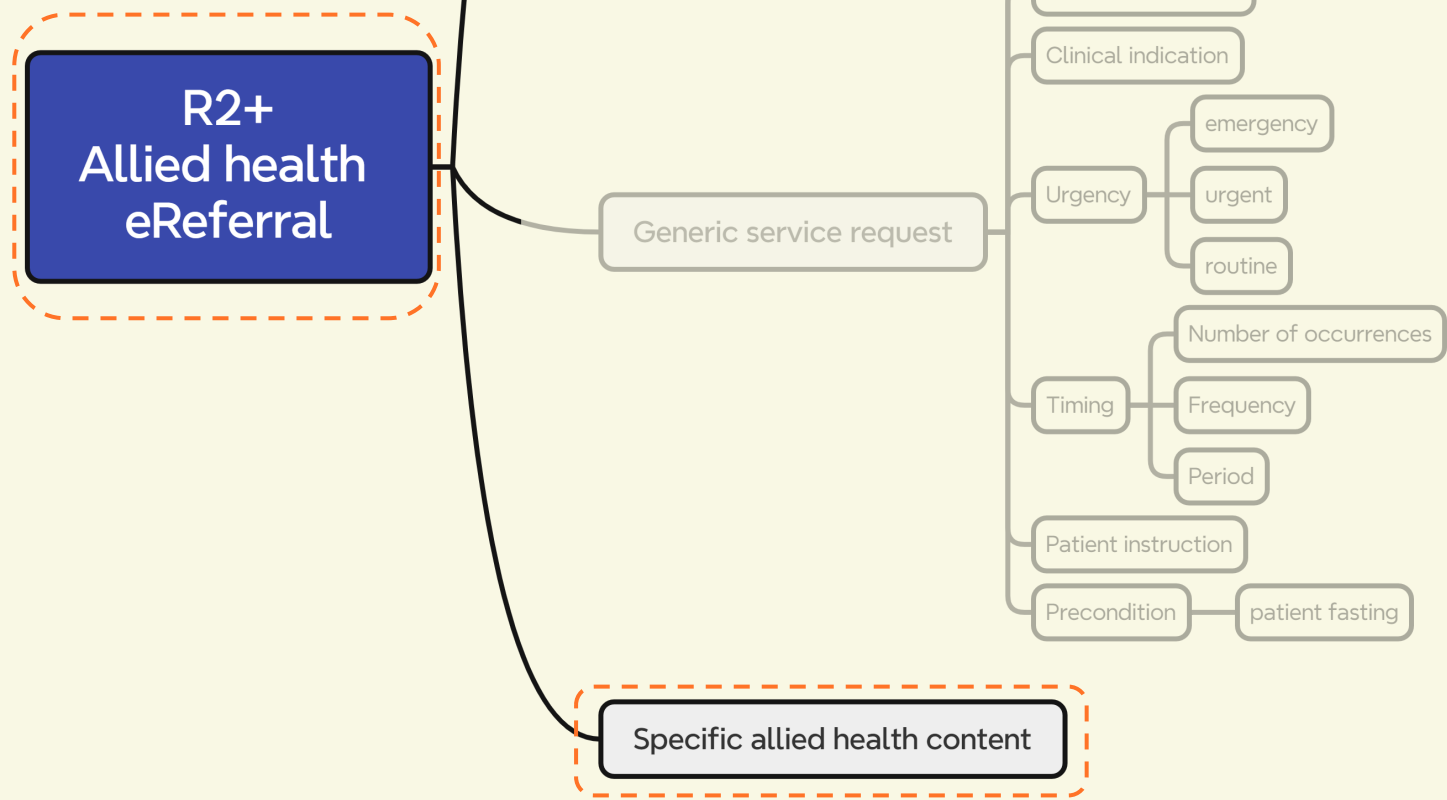 R2+
Allied health
eReferral
Generic service request
Clinical indication
Urgency
emergency
urgent
routine
Timing
Number of occurrences
Frequency
Period
Patient instruction
Precondition
patient fasting
Specific allied health content